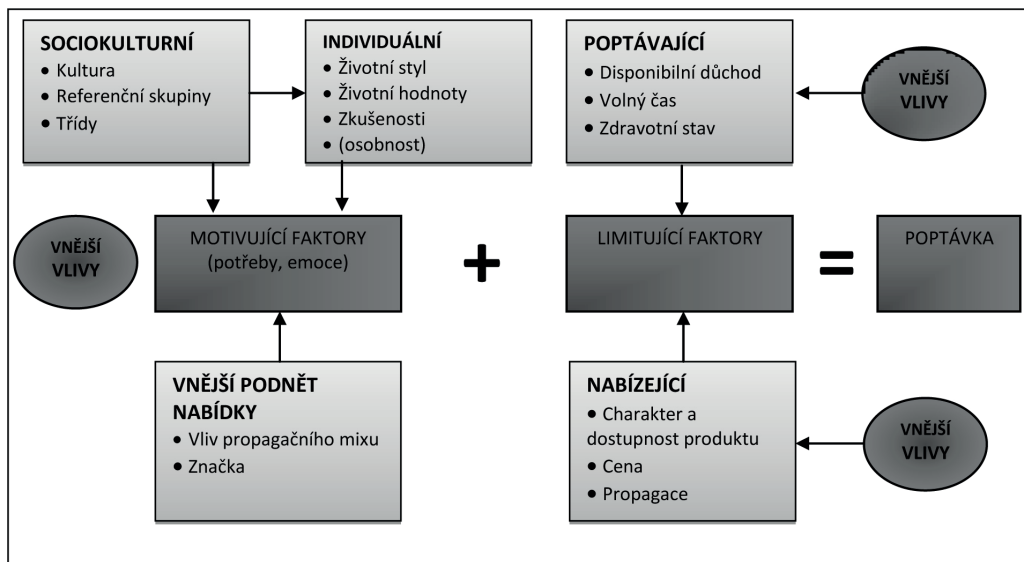 SOCIOKULTURNÍ
• Kultura
• Referenční skupiny
• Třídy
INDIVIDUÁLNÍ
• Životní styl
• Životní hodnoty
• Zkušenosti
• (osobnost)
POPTÁVAJÍCÍ
• Disponibilní důchod
• Volný čas
• Zdravotní stav
VNĚJŠÍ
VLIVY
VNĚJŠÍ
VLIVY
MOTIVUJÍCÍ FAKTORY
(potřeby, emoce)
+
LIMITUJÍCÍ FAKTORY
=
POPTÁVKA
VNĚJŠÍ PODNĚT
NABÍDKY
• Vliv propagačního mixu
• Značka
NABÍZEJÍCÍ
• Charakter a
dostupnost produktu
• Cena
• Propagace
VNĚJŠÍ
VLIVY